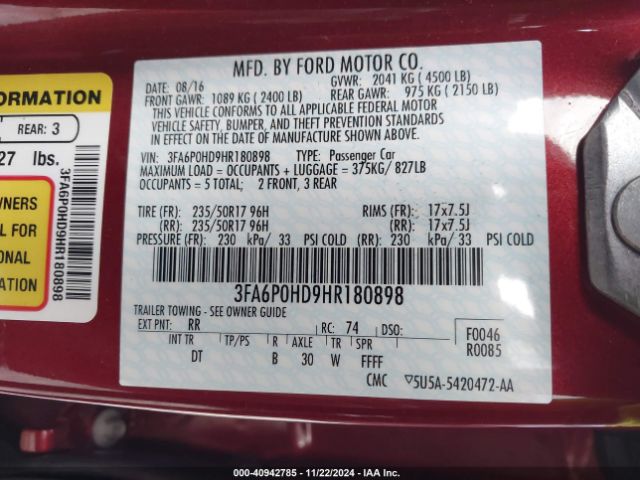 ORMATION
REAR: 3
27 lbs.
WNERS
L FOR
ONAL
3FA6P0HD9HR180898
MFD. BY FORD MOTOR CO.
DATE: 08/16 GVWR: 2041 KG ( 4500 LB)
FRONT GAWR: 1089 KG ( 2400 LB) REAR GAWR: 975 KG ( 2150 LB)
THIS VEHICLE CONFORMS TO ALL APPLICABLE FEDERAL MOTOR
VEHICLE SAFETY, BUMPER, AND THEFT PREVENTION STANDARDS
IN EFFECT ON THE DATE OF MANUFACTURE SHOWN ABOVE.
VIN: 3FA6P0HD9HR180898 TYPE: Passenger Car
MAXIMUM LOAD = OCCUPANTS + LUGGAGE = 375KG/ 827LB
OCCUPANTS = 5 TOTAL; 2 FRONT, 3 REAR
TIRE (FR): 235/50R17 96H RIMS (FR): 17x7.5J
(RR): 235/50R17 96H (RR): 17x7.5J
PRESSURE (FR): 230 kPa/ 33 PSI COLD (RR): 230 kPa/ 33 PSI COLD
3FA6P0HD9HR180898
TRAILER TOWING - SEE OWNER GUIDE
EXT PNT: RR RC: 74 DSO:
INT TR TP/PS R AXLE TR SPR
DT B 30 W FFFF
F0046
R0085
CMC 5U5A-5420472-AA
000-40942785 - 11/22/2024 - IAA Inc.